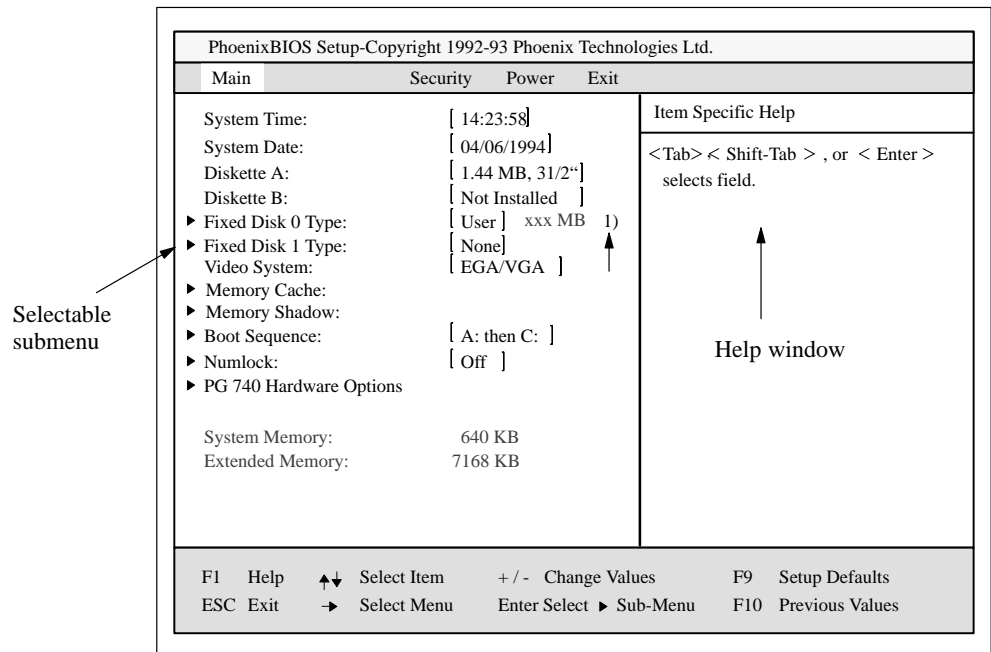 PhoenixBIOS Setup-Copyright 1992-93 Phoenix Technologies Ltd.
Main Security Power Exit
System Time: [ 14:23:58]
System Date: [ 04/06/1994]
Diskette A: [ 1.44 MB, 31/2“]
Diskette B: [ Not Installed ]
▶ Fixed Disk 0 Type: [ User ] xxx MB 1)
▶ Fixed Disk 1 Type: [ None]
Video System: [ EGA/VGA ]
▶ Memory Cache:
▶ Memory Shadow:
▶ Boot Sequence: [ A: then C: ]
▶ Numlock: [ Off ]
▶ PG 740 Hardware Options
System Memory: 640 KB
Extended Memory: 7168 KB
Item Specific Help
<Tab> < Shift-Tab > , or < Enter >
selects field.
Help window
Selectable
submenu
F1 Help ▲▼ Select Item + / - Change Values F9 Setup Defaults
ESC Exit → Select Menu Enter Select ▶ Sub-Menu F10 Previous Values